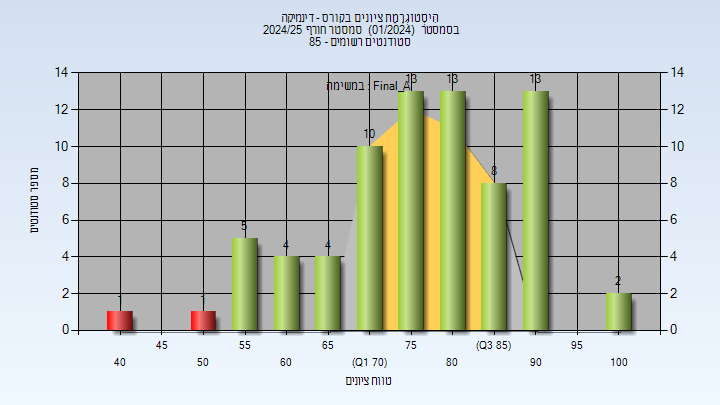 הִיסְטוֹגְרָמַת ציונים בקורס - דינמיקה
בסמסטר (01/2024) סמסטר חורף 2024/25
סטודנטים רשומים - 85
במשימה : Final_A
14 14
12 12
10 10
8 8
6 6
4 4
2 2
0 0
מספר סטודנטים
1 1 5 4 4 10 13 13 8 13 2
45 55 65 75 (Q3 85) 95
40 50 60 (Q1 70) 80 90 100
טווח ציונים